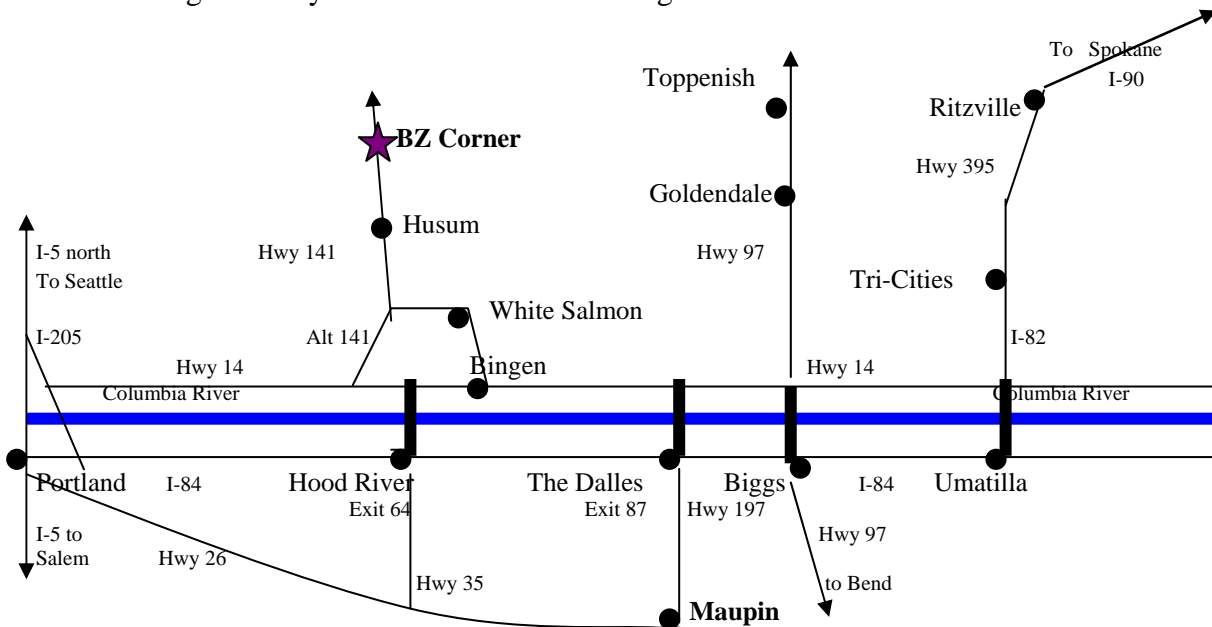 To Spokane
I-90
Toppenish
Ritzville
BZ Corner
Hwy 395
Goldendale
Husum
I-5 north
To Seattle
Hwy 141
Hwy 97
Tri-Cities
White Salmon
I-205
Alt 141
I-82
Hwy 14
Bingen
Hwy 14
Columbia River
Columbia River
Portland
I-84
Hood River
Exit 64
The Dalles
Exit 87
Hwy 197
Biggs
I-84
Umatilla
I-5 to
Salem
Hwy 26
Hwy 97
Hwy 35
to Bend
Maupin